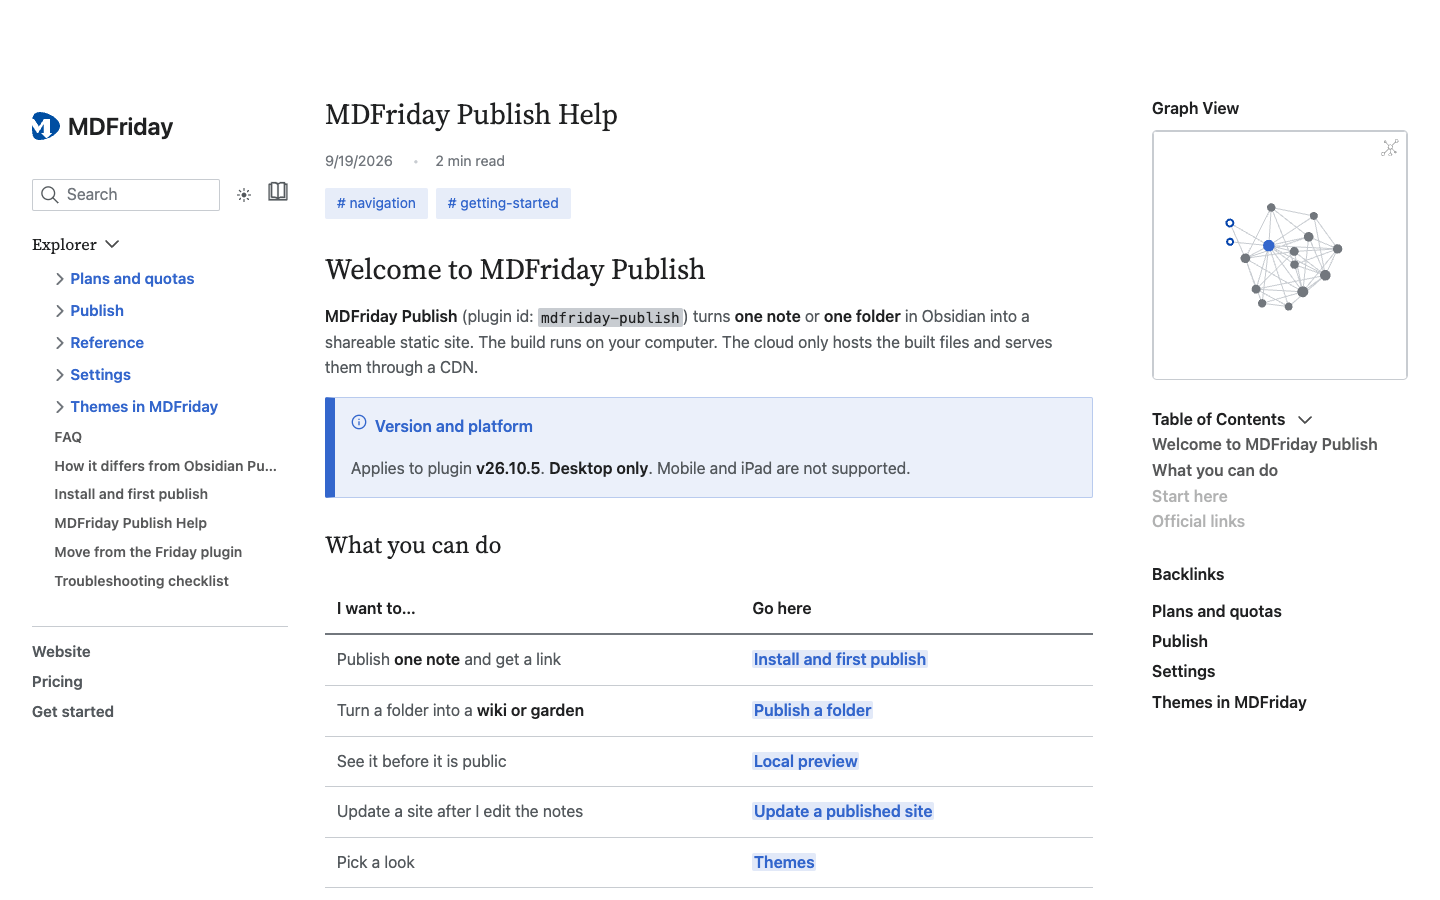 MDFriday
Search
Explorer
Plans and quotas
Publish
Reference
Settings
Themes in MDFriday
FAQ
How it differs from Obsidian Pu...
Install and first publish
MDFriday Publish Help
Move from the Friday plugin
Troubleshooting checklist
Website
Pricing
Get started
MDFriday Publish Help
9/19/2026 • 2 min read
# navigation # getting-started
Welcome to MDFriday Publish
MDFriday Publish (plugin id: mdfriday-publish) turns one note or one folder in Obsidian into a
shareable static site. The build runs on your computer. The cloud only hosts the built files and serves
them through a CDN.
Version and platform
Applies to plugin v26.10.5. Desktop only. Mobile and iPad are not supported.
What you can do
I want to... Go here
Publish one note and get a link Install and first publish
Turn a folder into a wiki or garden Publish a folder
See it before it is public Local preview
Update a site after I edit the notes Update a published site
Pick a look Themes
Graph View
Table of Contents
Welcome to MDFriday Publish
What you can do
Start here
Official links
Backlinks
Plans and quotas
Publish
Settings
Themes in MDFriday